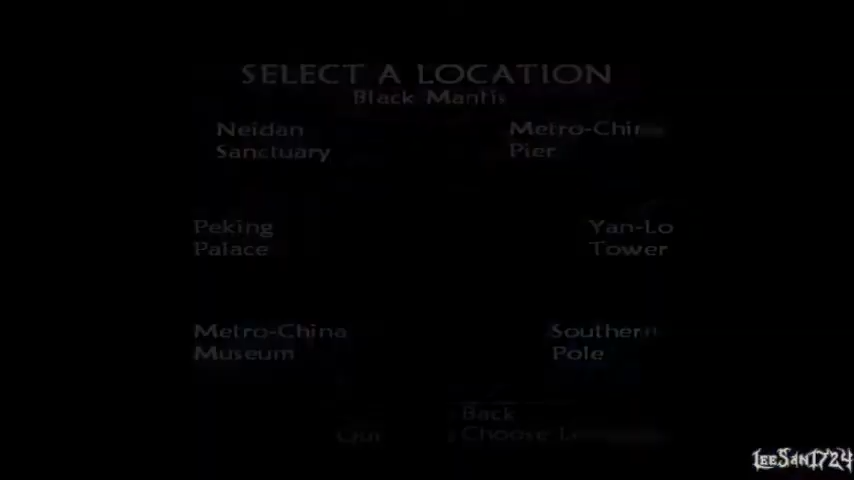 SELECT A LOCATION
Black Mantis
Neidan
Sanctuary
Metro-China
Pier
Peking
Palace
Yan-Lo
Tower
Metro-China
Museum
Southern
Pole
Back
Choose
LeeSan1724